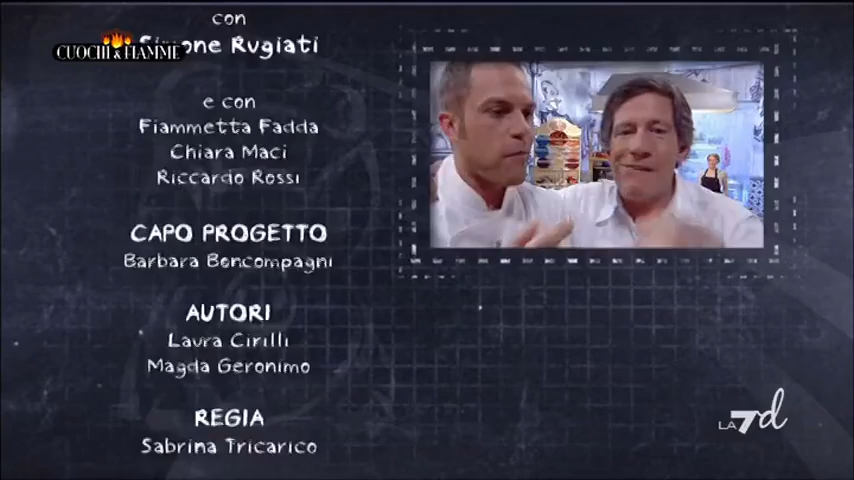 con
CUOCHI & FIAMME
Simone Rugiati
e con
Fiammetta Fadda
Chiara Maci
Riccardo Rossi
CAPO PROGETTO
Barbara Boncompagni
AUTORI
Laura Cirilli
Magda Geronimo
REGIA
Sabrina Tricarico
LA7d